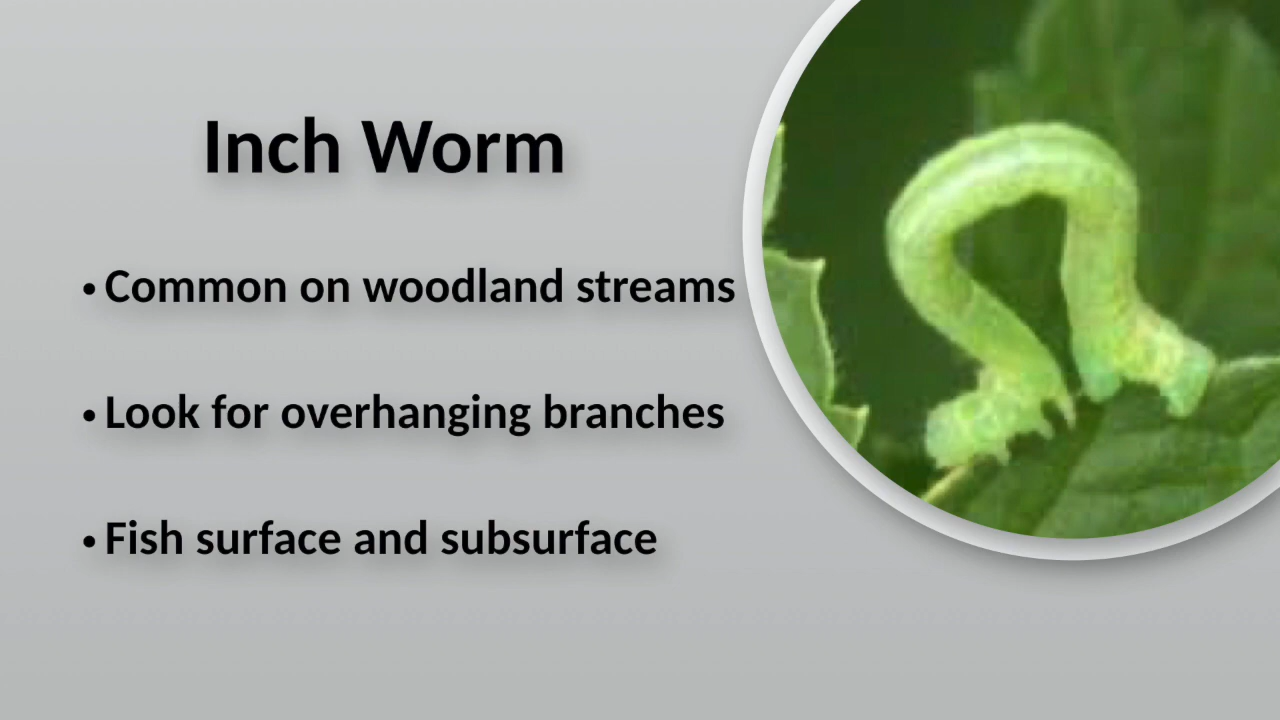 Inch Worm
• Common on woodland streams
• Look for overhanging branches
• Fish surface and subsurface